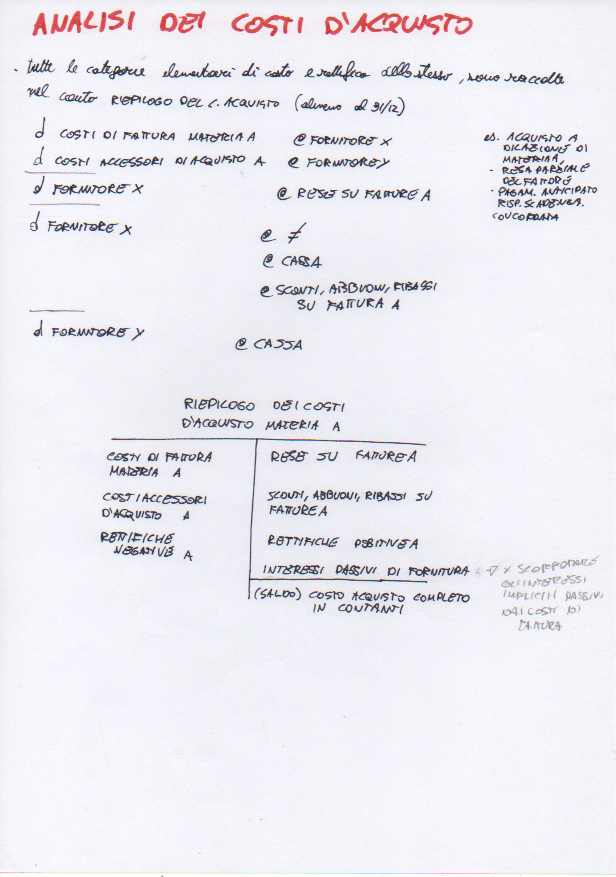 ANALISI DEI COSTI D'ACQUISTO
. tutte le categorie elementari di costo e rettifica dello stesso, sono raccolte
nel conto RIEPILOGO DEL C. ACQUISTO (almeno al 31/12)
d COSTI DI FATTURA MATERIA A @ FORNITORE X
d COSTI ACCESSORI DI ACQUISTO A @ FORNITORE Y
d FORNITORE X @ RESE SU FATTURE A
d FORNITORE X
@ ≠
@ CASSA
@ SCONTI, ABBUONI, RIBASSI
SU FATTURA A
d FORNITORE Y @ CASSA
es. ACQUISTO A
DILAZIONE DI
MATERIA A
- RESA PARZIALE
DEL FATTORE
- PAGAM. ANTICIPATO
RISP. SCADENZA
CONCORDATA
RIEPILOGO DEI COSTI
D'ACQUISTO MATERIA A
COSTI DI FATTURA
MATERIA A
COSTI ACCESSORI
D'ACQUISTO A
RETTIFICHE
NEGATIVE A
RESE SU FATTURE A
SCONTI, ABBUONI, RIBASSI SU
FATTURE A
RETTIFICHE POSITIVE A
INTERESSI PASSIVI DI FORNITURA
(SALDO) COSTO ACQUISTO COMPLETO
IN CONTANTI
x SCORPORARE
GLI INTERESSI
IMPLICITI PASSIVI
DAI COSTI DI
FATTURA